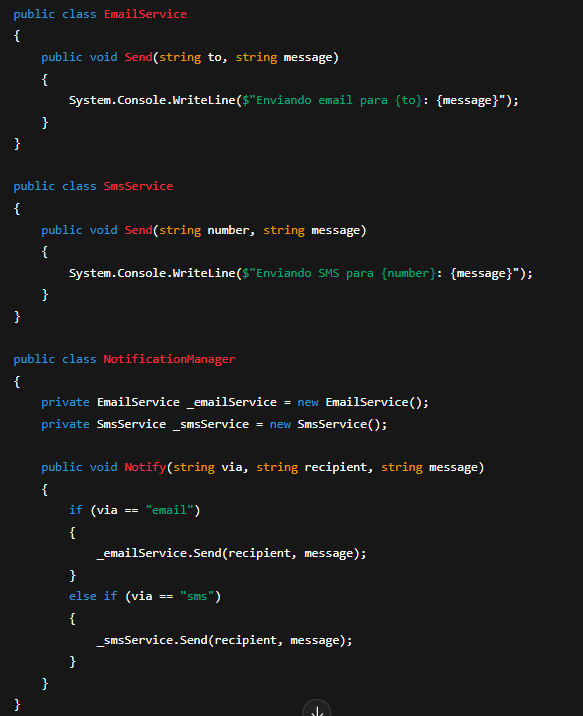 public class EmailService
{
    public void Send(string to, string message)
    {
        System.Console.WriteLine($"Enviando email para {to}: {message}");
    }
}

public class SmsService
{
    public void Send(string number, string message)
    {
        System.Console.WriteLine($"Enviando SMS para {number}: {message}");
    }
}

public class NotificationManager
{
    private EmailService _emailService = new EmailService();
    private SmsService _smsService = new SmsService();

    public void Notify(string via, string recipient, string message)
    {
        if (via == "email")
        {
            _emailService.Send(recipient, message);
        }
        else if (via == "sms")
        {
            _smsService.Send(recipient, message);
        }
    }
}